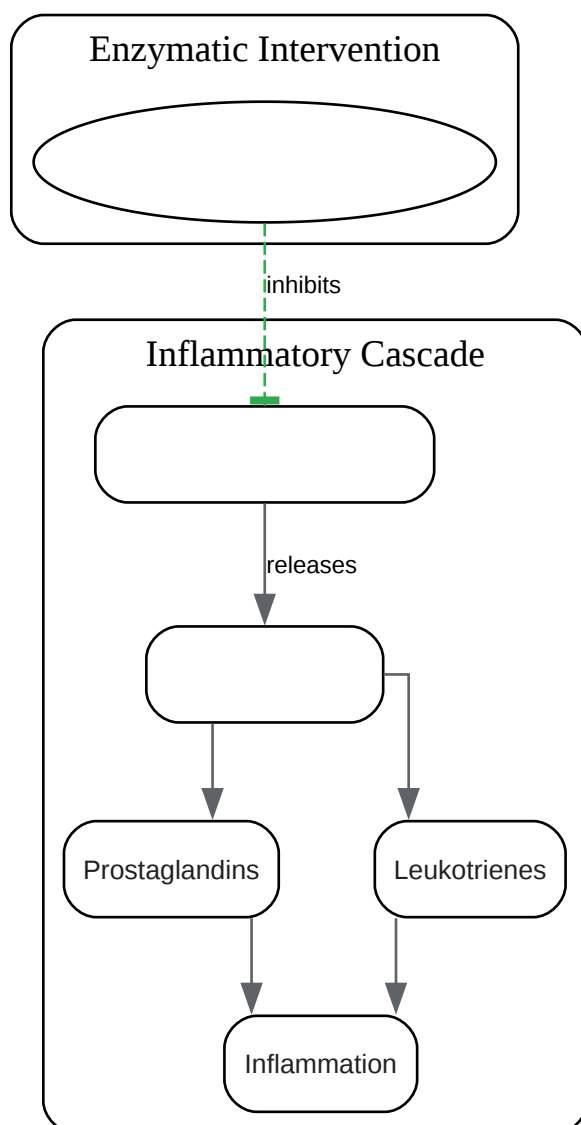 Enzymatic Intervention
inhibits
Inflammatory Cascade
releases
Prostaglandins
Leukotrienes
Inflammation